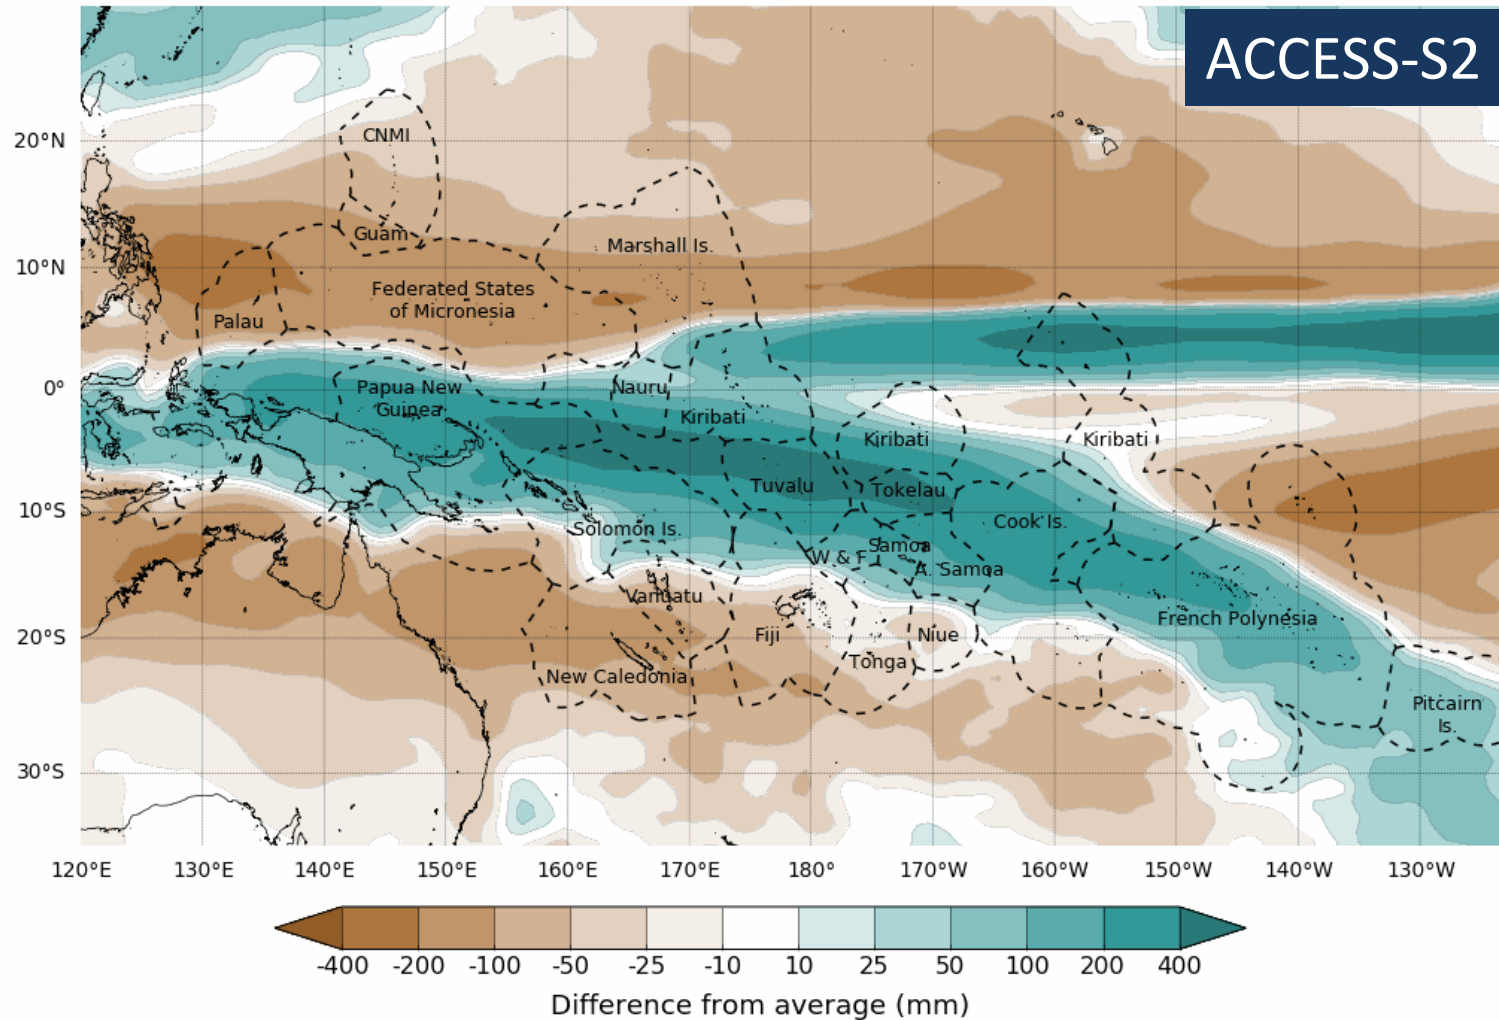 ACCESS-S2
20°N
10°N
0°
10°S
20°S
30°S
CNMI
Guam
Marshall Is.
Federated States
of Micronesia
Palau
Papua New
Guinea
Nauru
Kiribati
Kiribati
Kiribati
Tuvalu
Tokelau
Cook Is.
Solomon Is.
W & F
Samoa
A. Samoa
Vanuatu
Fiji
Niue
Tonga
French Polynesia
New Caledonia
Pitcairn
Is.
120°E 130°E 140°E 150°E 160°E 170°E 180° 170°W 160°W 150°W 140°W 130°W
-400 -200 -100 -50 -25 -10 10 25 50 100 200 400
Difference from average (mm)